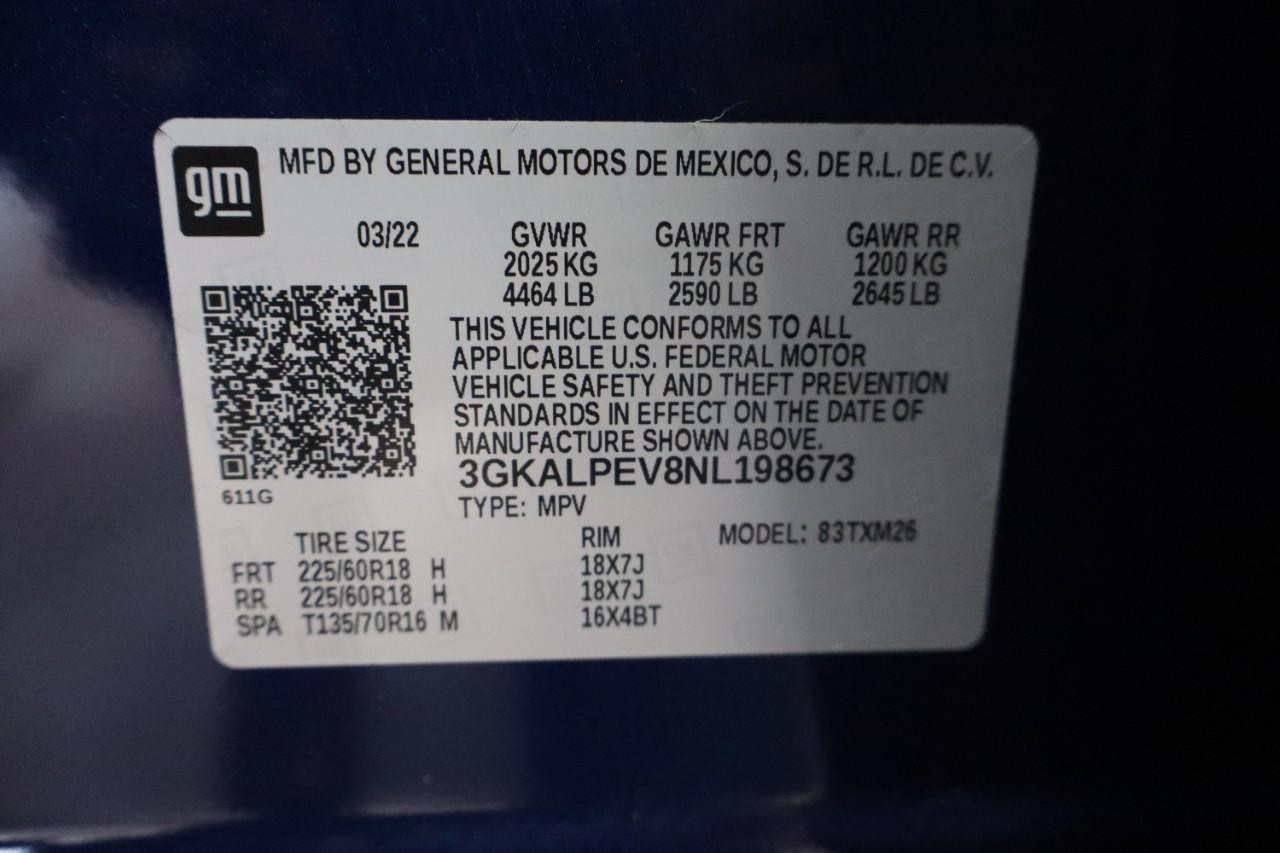 gm
MFD BY GENERAL MOTORS DE MEXICO, S. DE R.L. DE C.V.
03/22 GVWR GAWR FRT GAWR RR
2025 KG 1175 KG 1200 KG
4464 LB 2590 LB 2645 LB
THIS VEHICLE CONFORMS TO ALL
APPLICABLE U.S. FEDERAL MOTOR
VEHICLE SAFETY AND THEFT PREVENTION
STANDARDS IN EFFECT ON THE DATE OF
MANUFACTURE SHOWN ABOVE.
3GKALPEV8NL198673
611G
TYPE: MPV
TIRE SIZE RIM MODEL: 83TXM26
FRT 225/60R18 H 18X7J
RR 225/60R18 H 18X7J
SPA T135/70R16 M 16X4BT